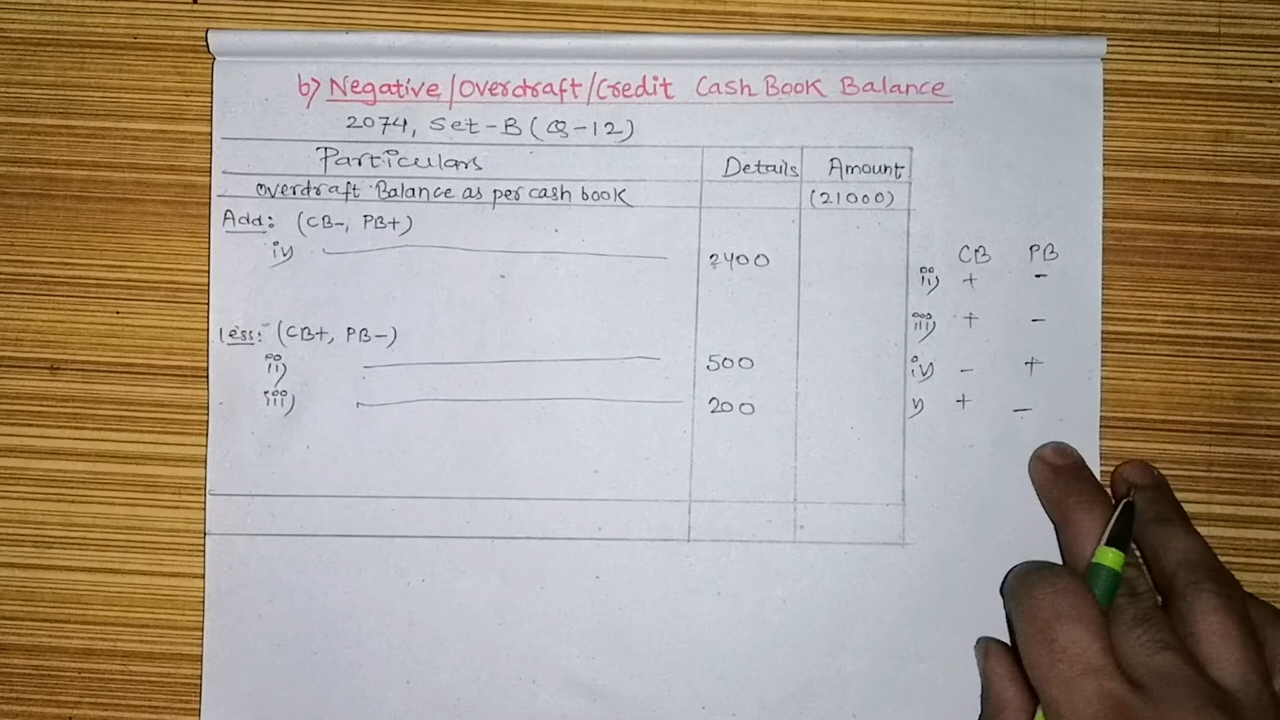 b) Negative/Overdraft/Credit Cash Book Balance
2074, Set-B (Q-12)
Particulars Details Amount
Overdraft Balance as per cash book (21000)
Add: (CB-, PB+)
iv) 2400
Less: (CB+, PB-)
ii) 500
iii) 200
CB PB
ii) + -
iii) + -
iv) - +
v) + -